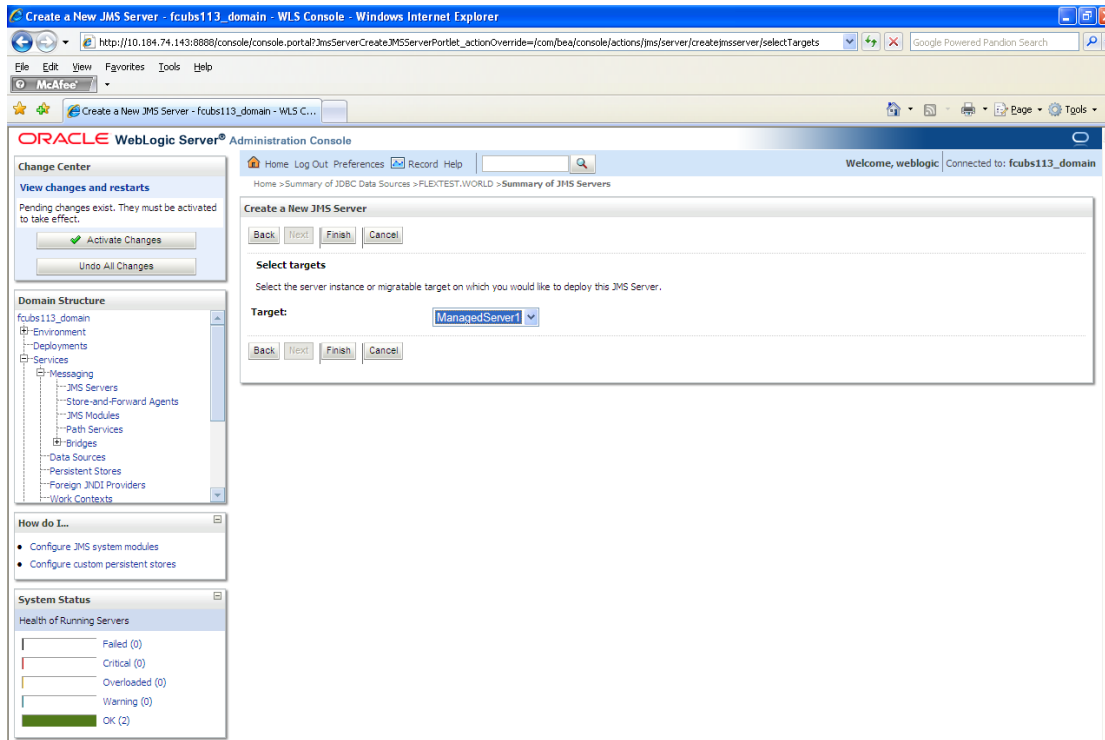 Create a New JMS Server - fcubs113_domain - WLS Console - Windows Internet Explorer
http://10.184.74.143:8888/console/console.portal?JmsServerCreateJMSServerPortlet_actionOverride=/com/bea/console/actions/jms/server/createjmsserver/selectTargets
Google Powered Pandion Search
File Edit View Favorites Tools Help
McAfee
Create a New JMS Server - fcubs113_domain - WLS C...
Page Tools
ORACLE WebLogic Server® Administration Console
Change Center
View changes and restarts
Pending changes exist. They must be activated
to take effect.
Activate Changes
Undo All Changes
Domain Structure
fcubs113_domain
Environment
Deployments
Services
Messaging
JMS Servers
Store-and-Forward Agents
JMS Modules
Path Services
Bridges
Data Sources
Persistent Stores
Foreign JNDI Providers
Work Contexts
How do I...
Configure JMS system modules
Configure custom persistent stores
System Status
Health of Running Servers
Failed (0)
Critical (0)
Overloaded (0)
Warning (0)
OK (2)
Home Log Out Preferences Record Help
Welcome, weblogic Connected to: fcubs113_domain
Home >Summary of JDBC Data Sources >FLEXTEST.WORLD >Summary of JMS Servers
Create a New JMS Server
Back Next Finish Cancel
Select targets
Select the server instance or migratable target on which you would like to deploy this JMS Server.
Target: ManagedServer1
Back Next Finish Cancel